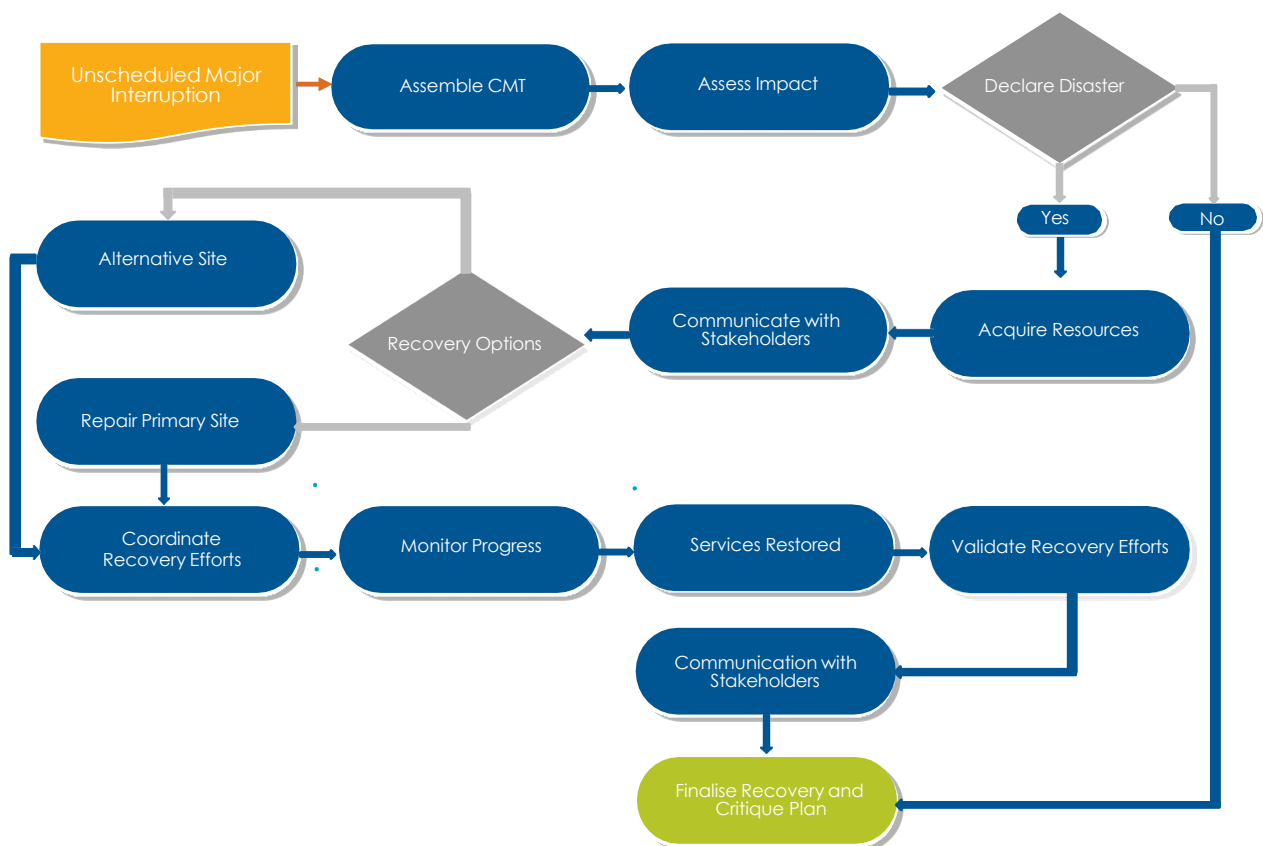 Unscheduled Major
Interruption
Assemble CMT
Assess Impact
Declare Disaster
Yes
No
Alternative Site
Recovery Options
Communicate with
Stakeholders
Acquire Resources
Repair Primary Site
Coordinate
Recovery Efforts
Monitor Progress
Services Restored
Validate Recovery Efforts
Communication with
Stakeholders
Finalise Recovery and
Critique Plan